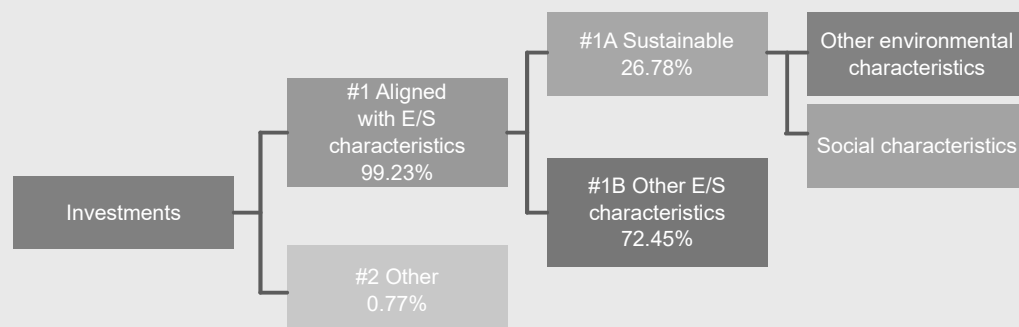 Investments
#1 Aligned
with E/S
characteristics
99.23%
#2 Other
0.77%
#1A Sustainable
26.78%
#1B Other E/S
characteristics
72.45%
Other environmental
characteristics
Social characteristics